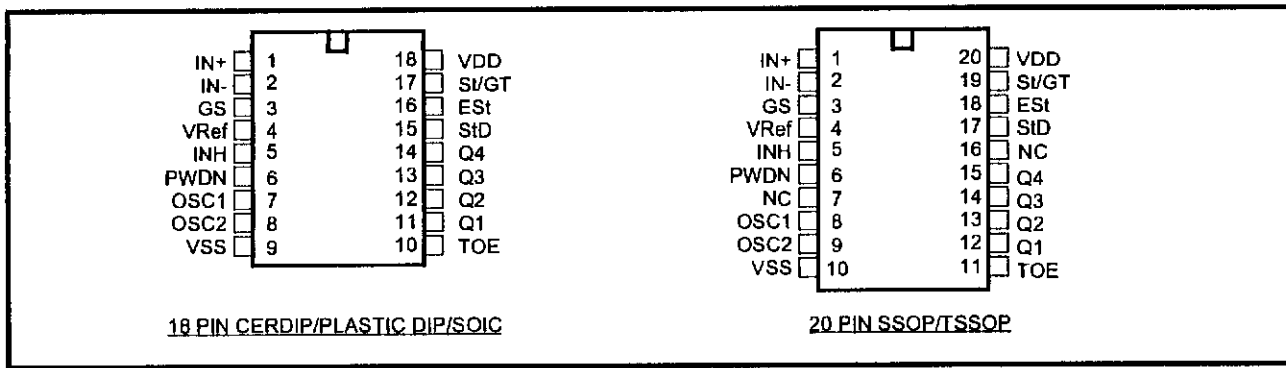 IN+ 1 18 VDD
IN- 2 17 St/GT
GS 3 16 ESt
VRef 4 15 StD
INH 5 14 Q4
PWDN 6 13 Q3
OSC1 7 12 Q2
OSC2 8 11 Q1
VSS 9 10 TOE
18 PIN CERDIP/PLASTIC DIP/SOIC
IN+ 1 20 VDD
IN- 2 19 St/GT
GS 3 18 ESt
VRef 4 17 StD
INH 5 16 NC
PWDN 6 15 Q4
NC 7 14 Q3
OSC1 8 13 Q2
OSC2 9 12 Q1
VSS 10 11 TOE
20 PIN SSOP/TSSOP